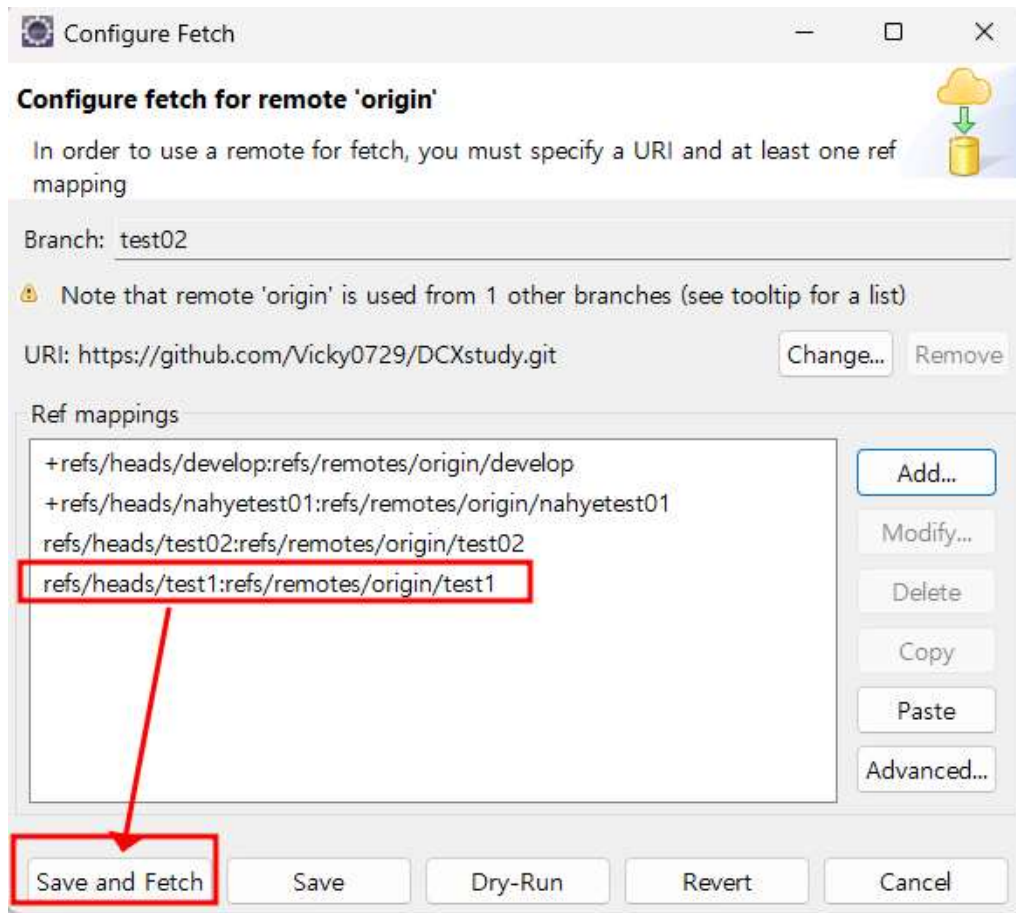 Configure Fetch
Configure fetch for remote 'origin'
In order to use a remote for fetch, you must specify a URI and at least one ref
mapping
Branch: test02
Note that remote 'origin' is used from 1 other branches (see tooltip for a list)
URI: https://github.com/Vicky0729/DCXstudy.git
Change...
Remove
Ref mappings
+refs/heads/develop:refs/remotes/origin/develop
+refs/heads/nahyetest01:refs/remotes/origin/nahyetest01
refs/heads/test02:refs/remotes/origin/test02
refs/heads/test1:refs/remotes/origin/test1
Add...
Modify...
Delete
Copy
Paste
Advanced...
Save and Fetch
Save
Dry-Run
Revert
Cancel